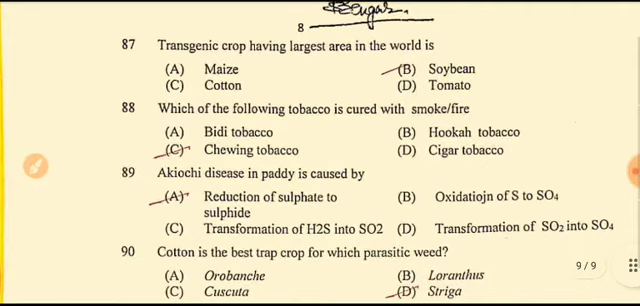 8
87 Transgenic crop having largest area in the world is
(A) Maize (B) Soybean
(C) Cotton (D) Tomato
88 Which of the following tobacco is cured with smoke/fire
(A) Bidi tobacco (B) Hookah tobacco
(C) Chewing tobacco (D) Cigar tobacco
89 Akiochi disease in paddy is caused by
(A) Reduction of sulphate to (B) Oxidatiojn of S to SO4
sulphide
(C) Transformation of H2S into SO2 (D) Transformation of SO2 into SO4
90 Cotton is the best trap crop for which parasitic weed?
9/9
(A) Orobanche (B) Loranthus
(C) Cuscuta (D) Striga